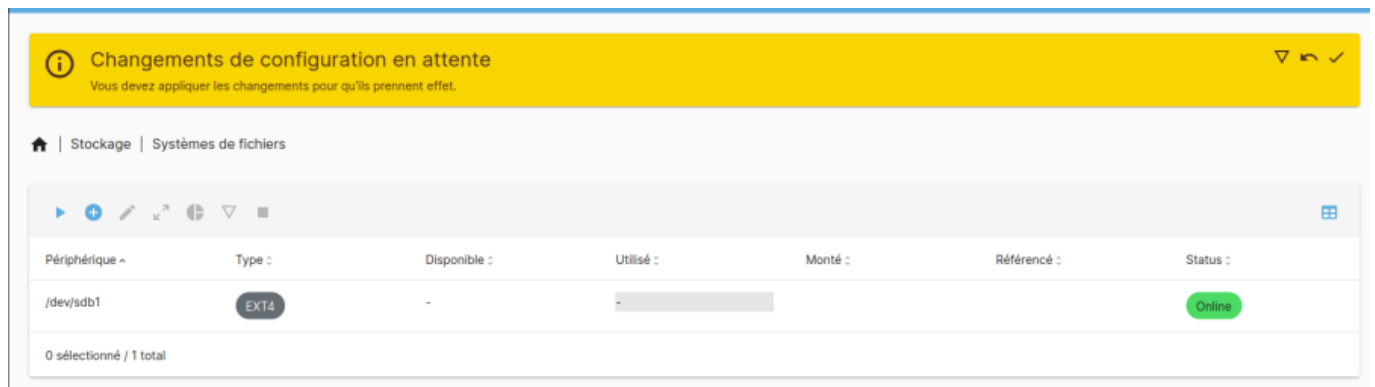 Changements de configuration en attente
Vous devez appliquer les changements pour qu'ils prennent effet.
| Stockage | Systèmes de fichiers
Périphérique Type Disponible Utilisé Monté Référencé Status
/dev/sdb1 EXT4 - - Online
0 sélectionné / 1 total